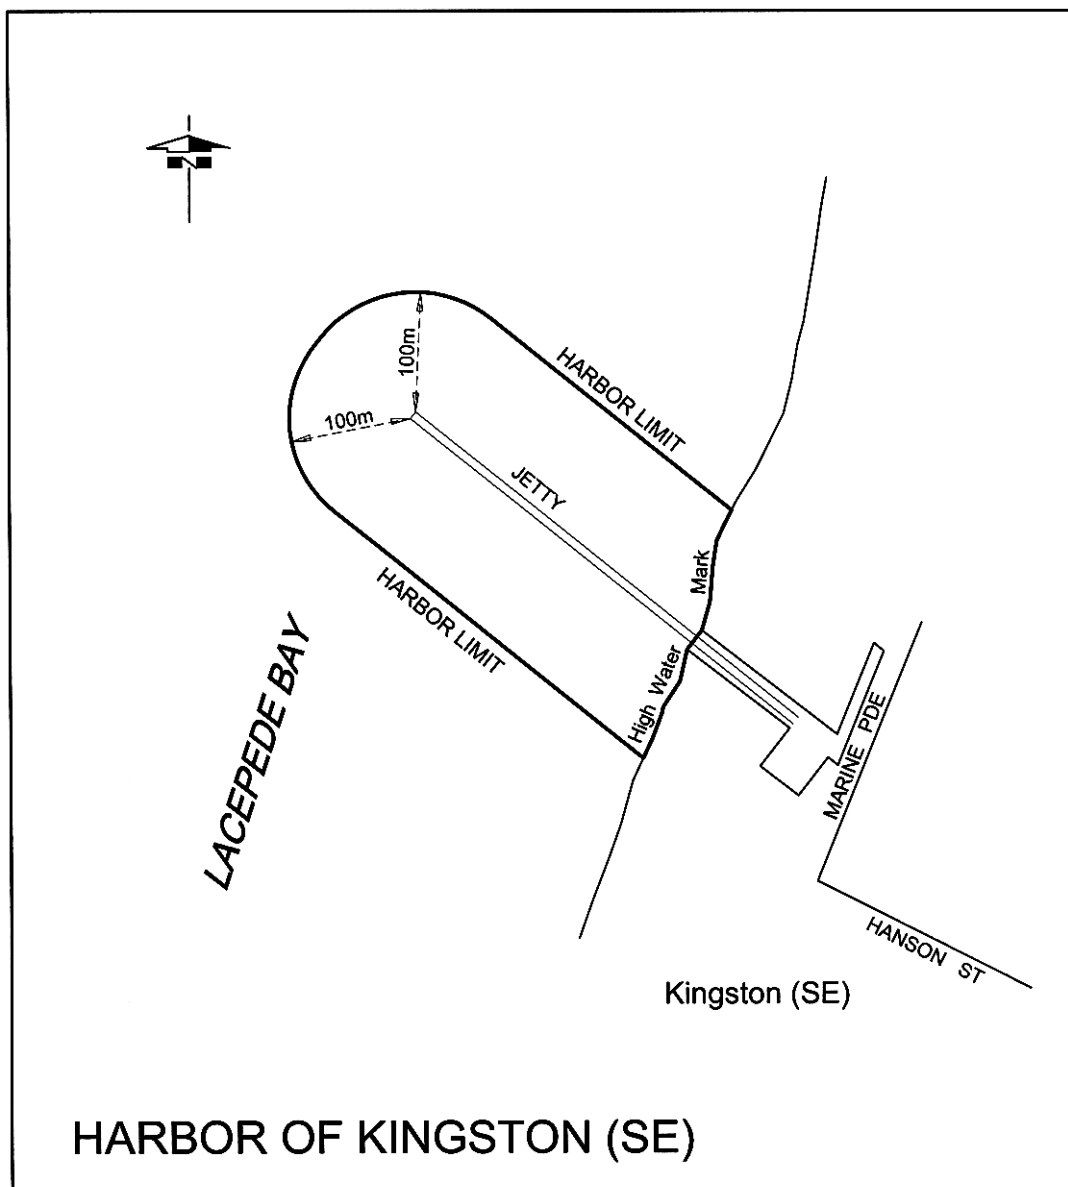 N
100m
100m
HARBOR LIMIT
JETTY
HARBOR LIMIT
High Water Mark
LACEPEDE BAY
MARINE PDE
HANSON ST
Kingston (SE)
HARBOR OF KINGSTON (SE)